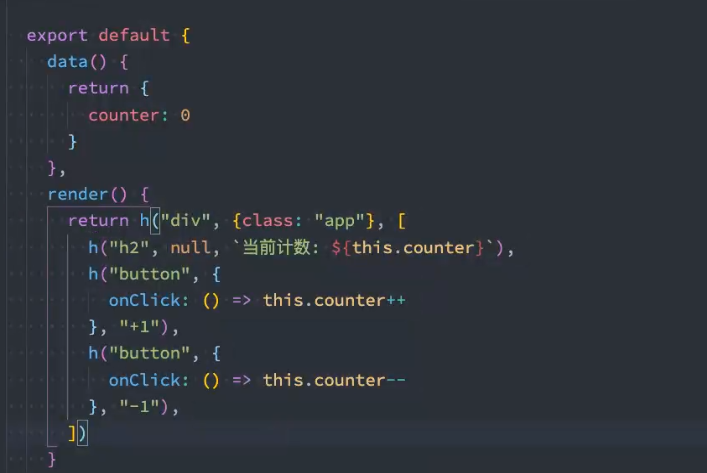 export default {
  data() {
    return {
      counter: 0
    }
  },
  render() {
    return h("div", {class: "app"}, [
      h("h2", null, `当前计数: ${this.counter}`),
      h("button", {
        onClick: () => this.counter++
      }, "+1"),
      h("button", {
        onClick: () => this.counter--
      }, "-1"),
    ])
  }